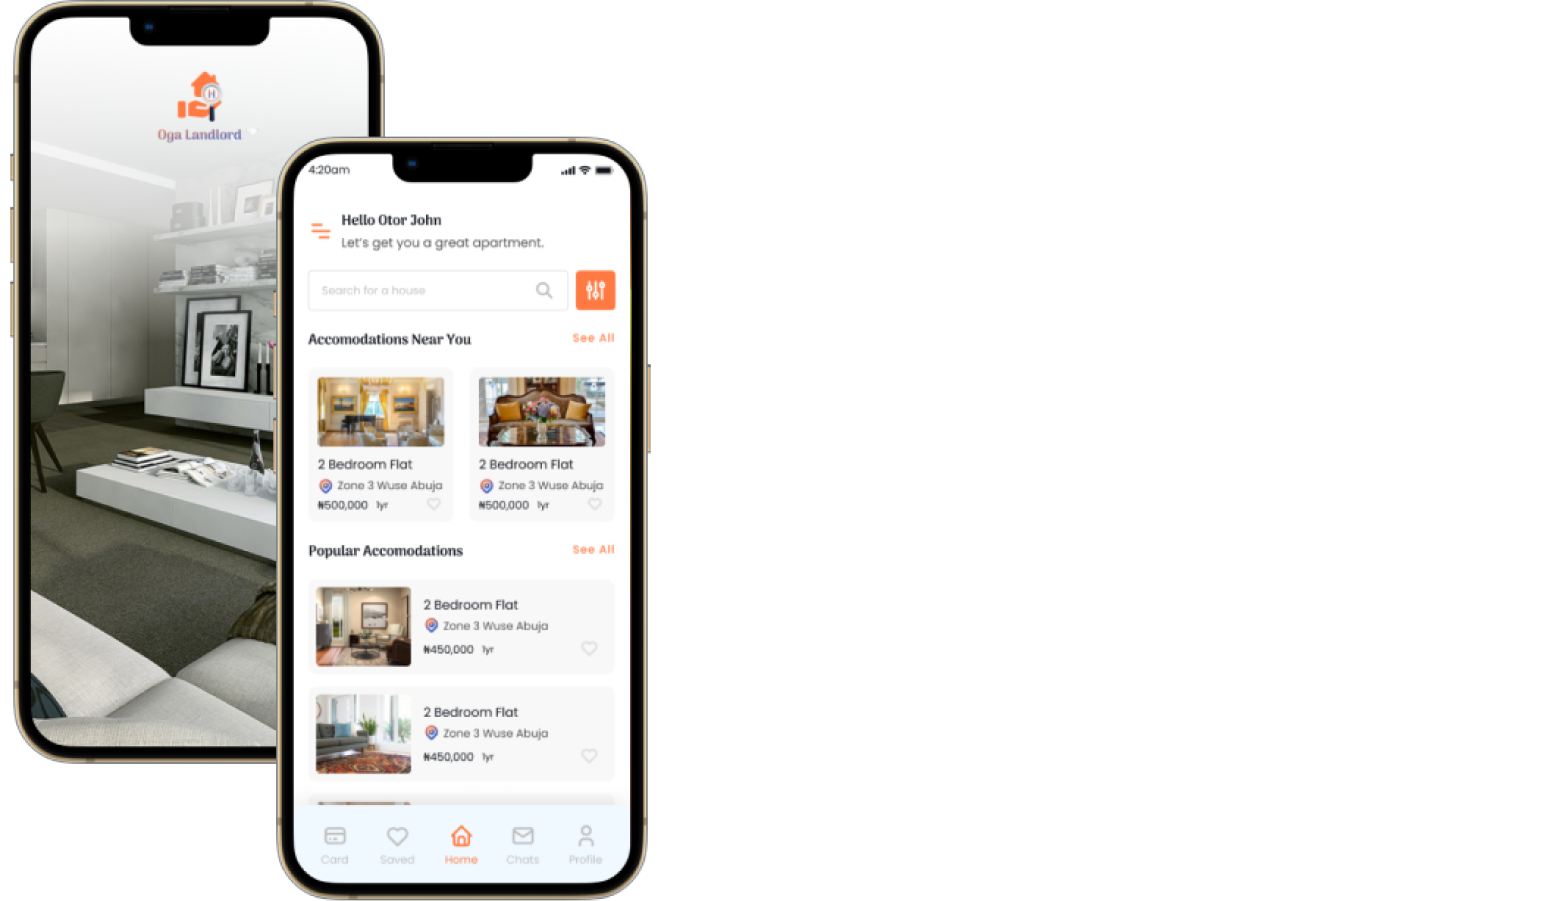 H
Oga Landlord
4:20am
Hello Otor John
Let's get you a great apartment.
Search for a house
Accomodations Near You
See All
2 Bedroom Flat
Zone 3 Wuse Abuja
₦500,000 1yr
2 Bedroom Flat
Zone 3 Wuse Abuja
₦500,000 1yr
Popular Accomodations
See All
2 Bedroom Flat
Zone 3 Wuse Abuja
₦450,000 1yr
2 Bedroom Flat
Zone 3 Wuse Abuja
₦450,000 1yr
Card
Saved
Home
Chats
Profile